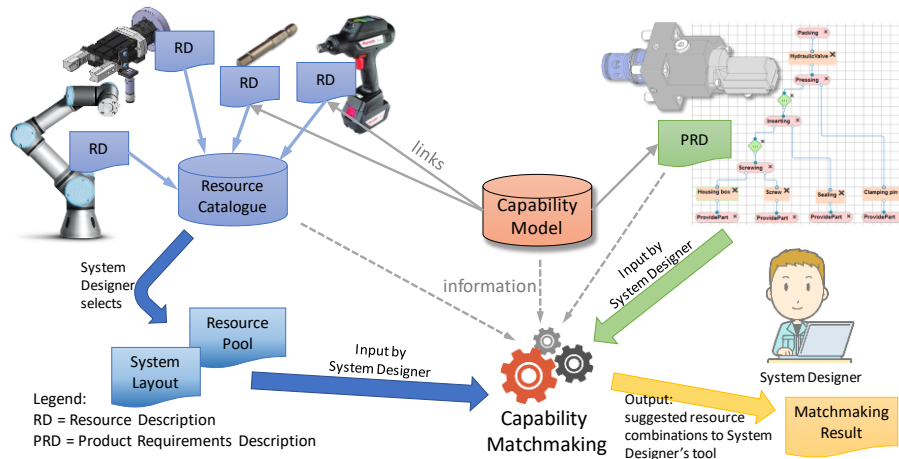 RD
RD
RD
RD
Resource
Catalogue
links
Capability
Model
PRD
Packing
HydraulicValve
Pressing
Inserting
Screwing
Housing box
Screw
Sealing
Clamping pin
ProvidePart
ProvidePart
ProvidePart
ProvidePart
System
Designer
selects
information
Input by
System Designer
Resource
Pool
System
Layout
Input by
System Designer
System Designer
Legend:
RD = Resource Description
PRD = Product Requirements Description
Capability
Matchmaking
Output:
suggested resource
combinations to System
Designer's tool
Matchmaking
Result